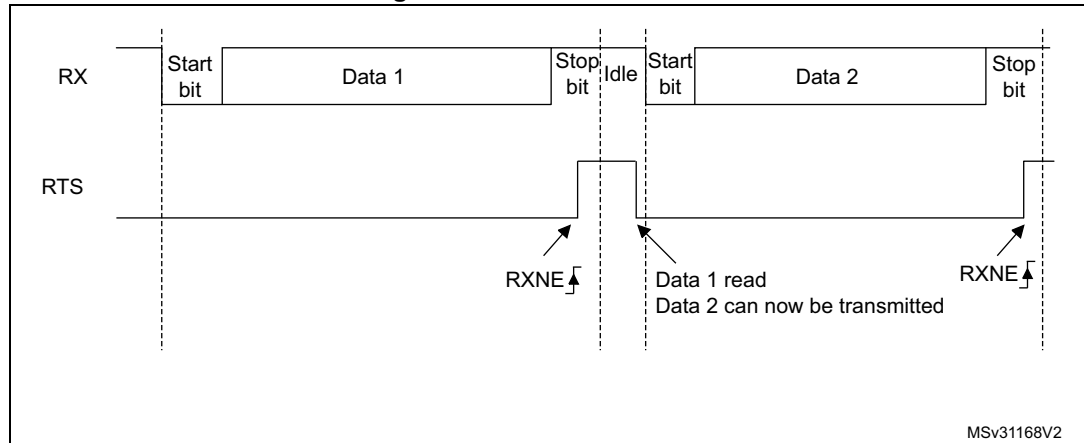 RX
Start
bit
Data 1
Stop
bit
Idle
Start
bit
Data 2
Stop
bit
RTS
RXNE
Data 1 read
Data 2 can now be transmitted
RXNE
MSv31168V2